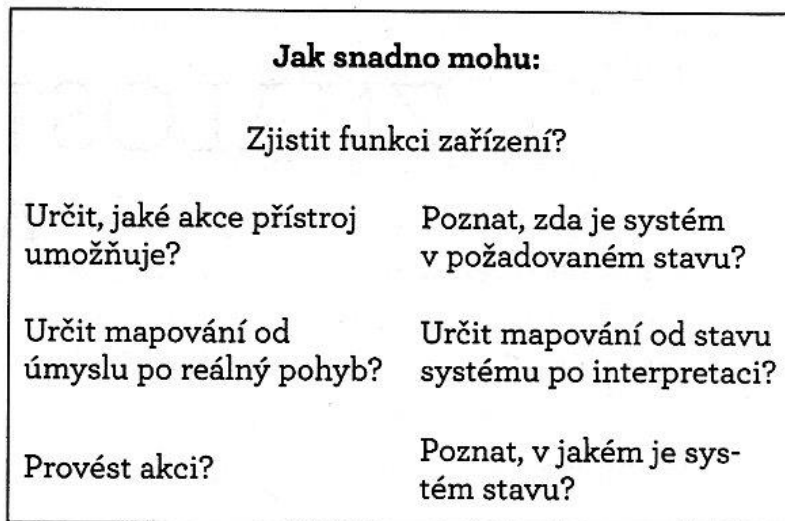 Jak snadno mohu:
Zjistit funkci zařízení?
Určit, jaké akce přístroj
umožňuje?
Poznat, zda je systém
v požadovaném stavu?
Určit mapování od
úmyslu po reálný pohyb?
Určit mapování od stavu
systému po interpretaci?
Provést akci?
Poznat, v jakém je sys-
tém stavu?